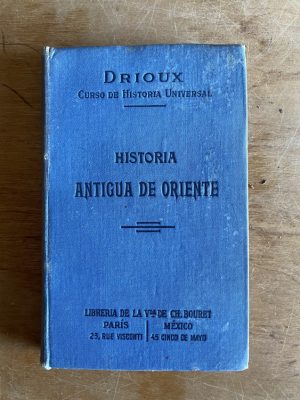 DRIOUX
CURSO DE HISTORIA UNIVERSAL
HISTORIA
ANTIGUA DE ORIENTE
LIBRERIA DE LA Vda DE CH. BOURET
PARÍS MÉXICO
23, RUE VISCONTI 45 CINCO DE MAYO